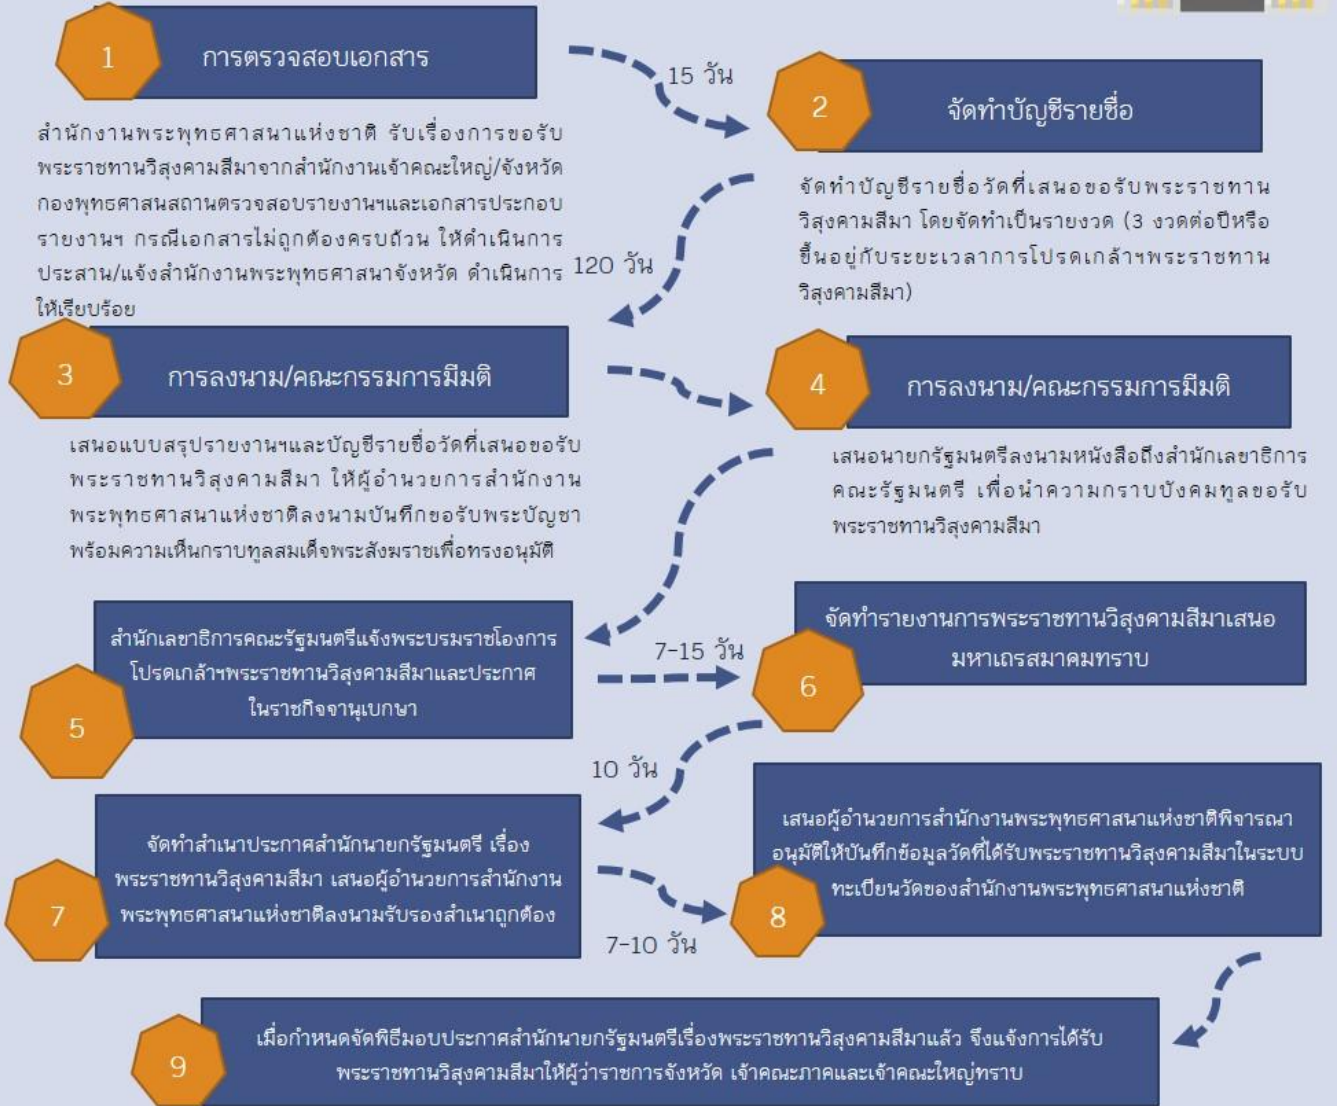 1
การตรวจสอบเอกสาร
สำนักงานพระพุทธศาสนาแห่งชาติ รับเรื่องการขอรับ
พระราชทานวิสุงคามสีมาจากสำนักงานเจ้าคณะใหญ่/จังหวัด
กองพุทธศาสนสถานตรวจสอบรายงานฯและเอกสารประกอบ
รายงานฯ กรณีเอกสารไม่ถูกต้องครบถ้วน ให้ดำเนินการ
ประสาน/แจ้งสำนักงานพระพุทธศาสนาจังหวัด ดำเนินการ
ให้เรียบร้อย
15 วัน
2
จัดทำบัญชีรายชื่อ
จัดทำบัญชีรายชื่อวัดที่เสนอขอรับพระราชทาน
วิสุงคามสีมา โดยจัดทำเป็นรายงวด (3 งวดต่อปีหรือ
ขึ้นอยู่กับระยะเวลาการโปรดเกล้าฯพระราชทาน
วิสุงคามสีมา)
120 วัน
3
การลงนาม/คณะกรรมการมีมติ
เสนอแบบสรุปรายงานฯและบัญชีรายชื่อวัดที่เสนอขอรับ
พระราชทานวิสุงคามสีมา ให้ผู้อำนวยการสำนักงาน
พระพุทธศาสนาแห่งชาติลงนามบันทึกขอรับพระบัญชา
พร้อมความเห็นกราบทูลสมเด็จพระสังฆราชเพื่อทรงอนุมัติ
4
การลงนาม/คณะกรรมการมีมติ
เสนอนายกรัฐมนตรีลงนามหนังสือถึงสำนักเลขาธิการ
คณะรัฐมนตรี เพื่อนำความกราบบังคมทูลขอรับ
พระราชทานวิสุงคามสีมา
5
สำนักเลขาธิการคณะรัฐมนตรีแจ้งพระบรมราชโองการ
โปรดเกล้าฯพระราชทานวิสุงคามสีมาและประกาศ
ในราชกิจจานุเบกษา
7-15 วัน
6
จัดทำรายงานการพระราชทานวิสุงคามสีมาเสนอ
มหาเถรสมาคมทราบ
10 วัน
7
จัดทำสำเนาประกาศสำนักนายกรัฐมนตรี เรื่อง
พระราชทานวิสุงคามสีมา เสนอผู้อำนวยการสำนักงาน
พระพุทธศาสนาแห่งชาติลงนามรับรองสำเนาถูกต้อง
7-10 วัน
8
เสนอผู้อำนวยการสำนักงานพระพุทธศาสนาแห่งชาติพิจารณา
อนุมัติให้บันทึกข้อมูลวัดที่ได้รับพระราชทานวิสุงคามสีมาในระบบ
ทะเบียนวัดของสำนักงานพระพุทธศาสนาแห่งชาติ
9
เมื่อกำหนดจัดพิธีมอบประกาศสำนักนายกรัฐมนตรีเรื่องพระราชทานวิสุงคามสีมาแล้ว จึงแจ้งการได้รับ
พระราชทานวิสุงคามสีมาให้ผู้ว่าราชการจังหวัด เจ้าคณะภาคและเจ้าคณะใหญ่ทราบ